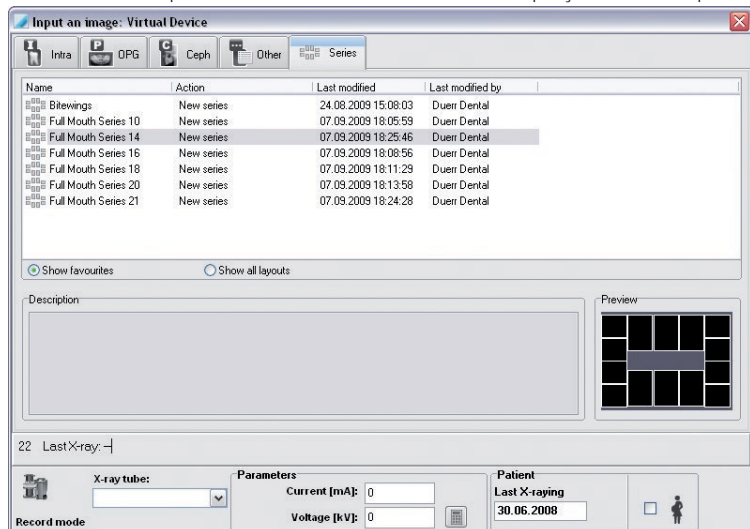 Input an image: Virtual Device
Intra OPG Ceph Other Series
Name Action Last modified Last modified by
Bitewings New series 24.08.2009 15:08:03 Duerr Dental
Full Mouth Series 10 New series 07.09.2009 18:05:59 Duerr Dental
Full Mouth Series 14 New series 07.09.2009 18:25:46 Duerr Dental
Full Mouth Series 16 New series 07.09.2009 18:08:56 Duerr Dental
Full Mouth Series 18 New series 07.09.2009 18:11:29 Duerr Dental
Full Mouth Series 20 New series 07.09.2009 18:13:58 Duerr Dental
Full Mouth Series 21 New series 07.09.2009 18:24:28 Duerr Dental
Show favourites Show all layouts
Description Preview
22 Last X-ray: -
X-ray tube: Parameters Patient
Current [mA]: 0 Last X-raying
Record mode Voltage [kV]: 0 30.06.2008